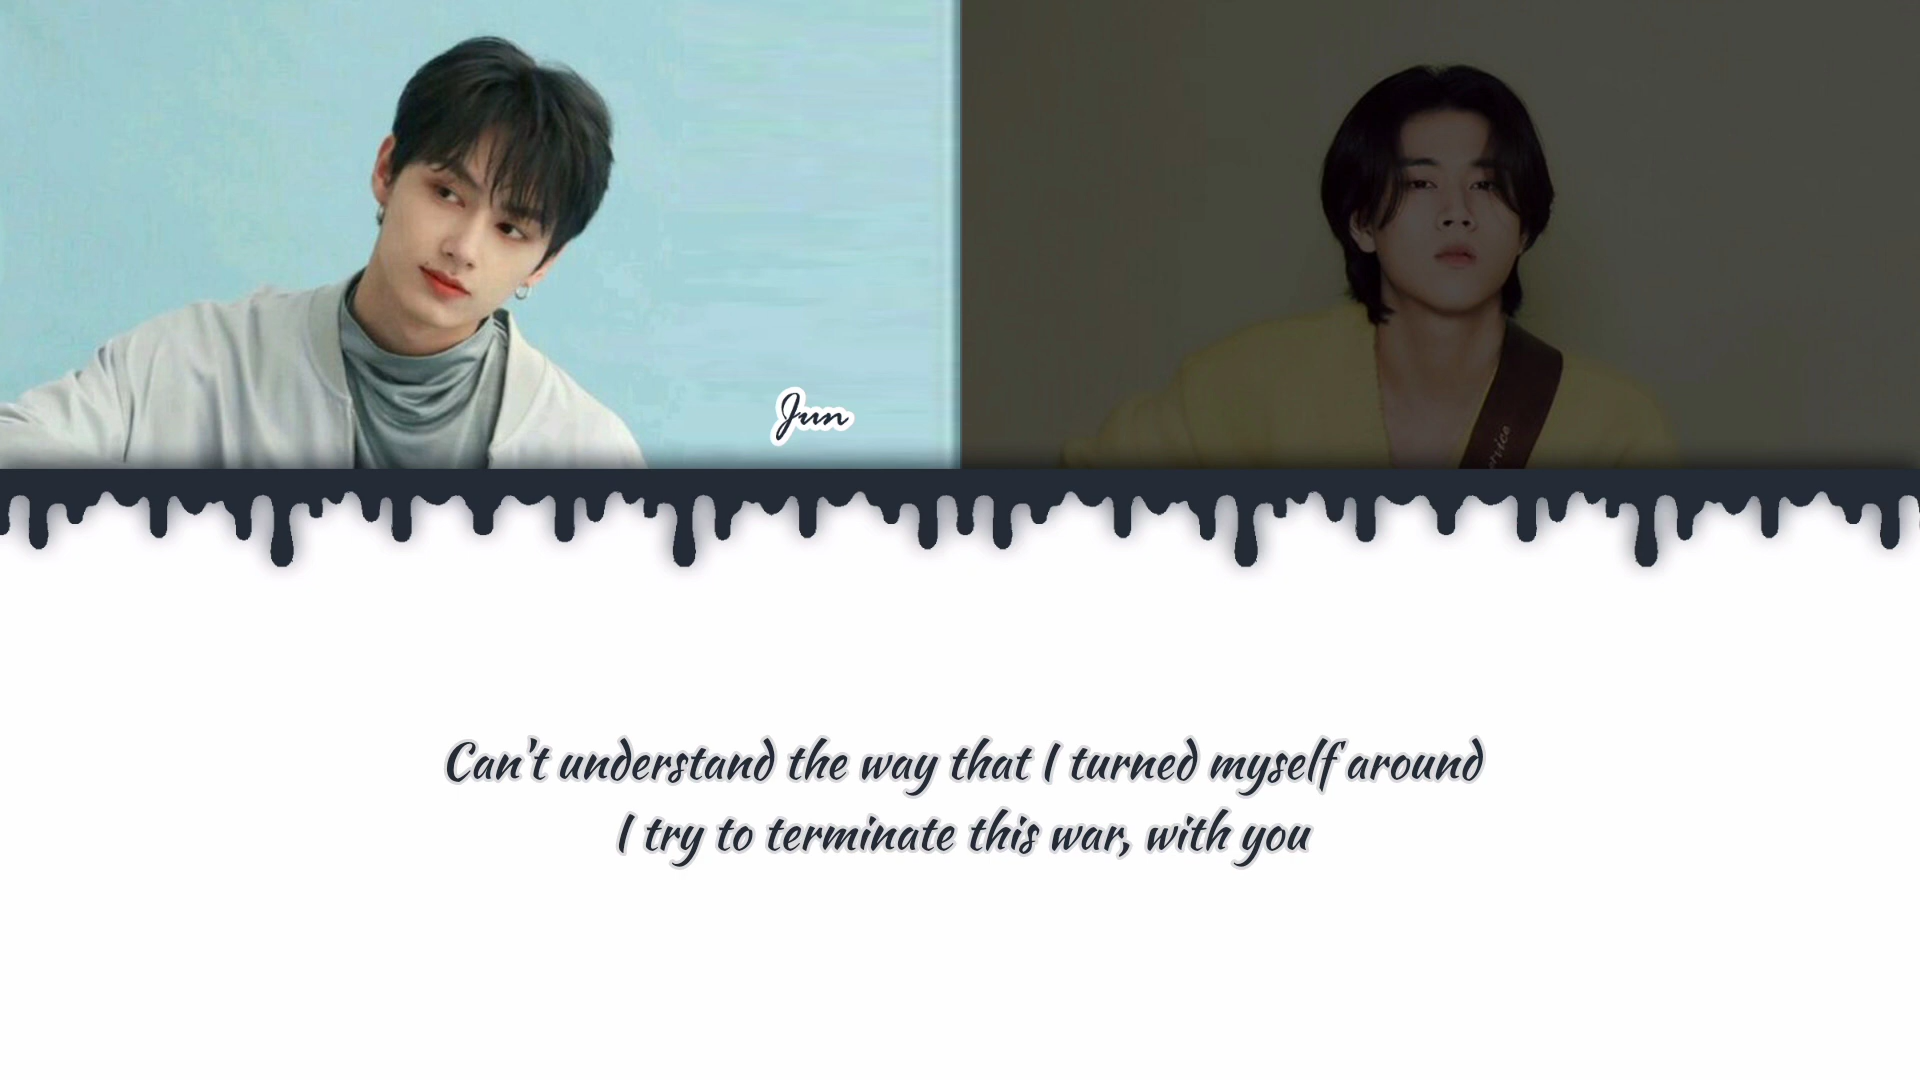 Jun
Can't understand the way that I turned myself around
I try to terminate this war, with you